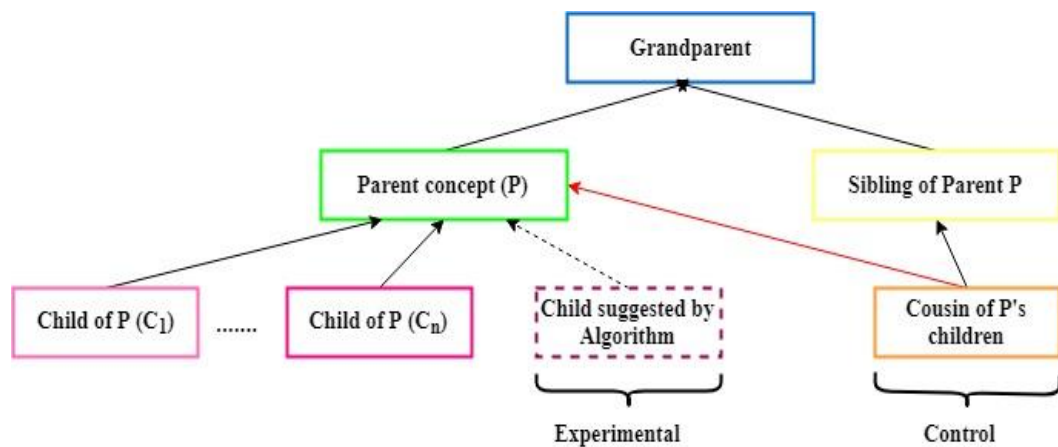 Grandparent
Parent concept (P)
Sibling of Parent P
Child of P (C1)
.......
Child of P (Cn)
Child suggested by
Algorithm
Cousin of P's
children
Experimental
Control